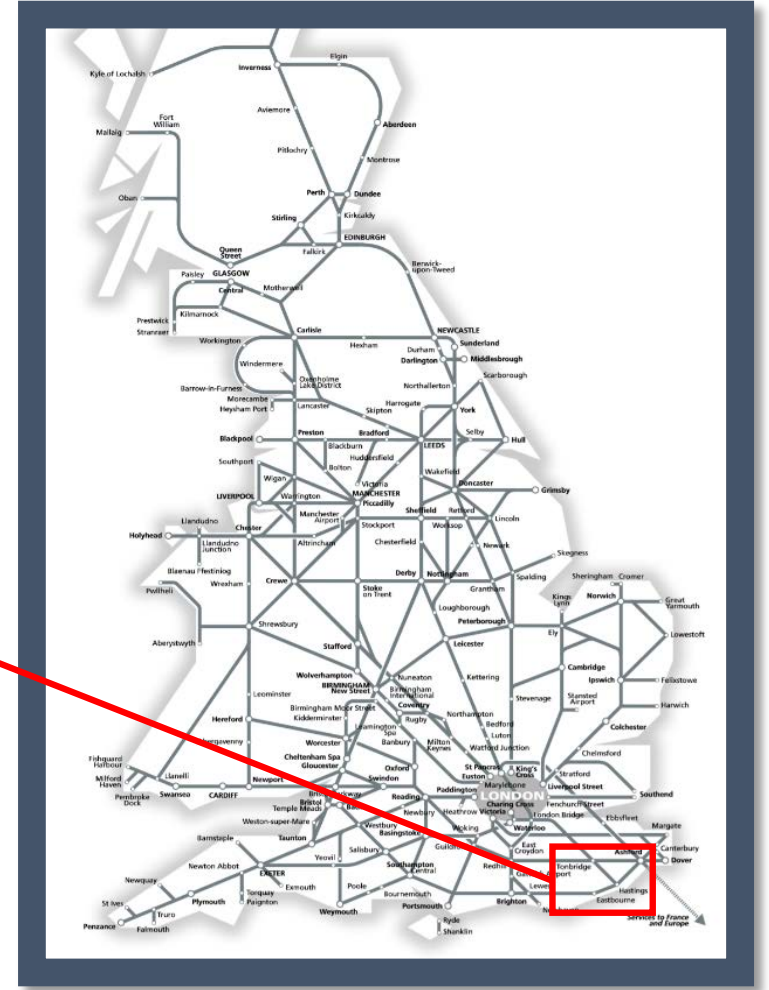 Elgin
Inverness
Kyle of Lochalsh
Aviemore
Fort
William
Mallaig
Aberdeen
Pitlochry
Montrose
Perth
Dundee
Oban
Stirling
Kirkcaldy
EDINBURGH
Queen
Street
Falkirk
Berwick-
upon-Tweed
Paisley
GLASGOW
Central
Motherwell
Kilmarnock
Prestwick
Stranraer
Carlisle
NEWCASTLE
Workington
Hexham
Sunderland
Durham
Darlington
Middlesbrough
Windermere
Scarborough
Oxenholme
Lake District
Northallerton
Barrow-in-Furness
Morecambe
Heysham Port
Lancaster
Harrogate
York
Skipton
Preston
Bradford
Selby
Blackpool
Blackburn
LEEDS
Hull
Huddersfield
Southport
Bolton
Wakefield
Wigan
Victoria
Doncaster
MANCHESTER
Piccadilly
Grimsby
LIVERPOOL
Warrington
Manchester
Airport
Sheffield
Retford
Llandudno
Stockport
Worksop
Lincoln
Holyhead
Chester
Llandudno
Junction
Altrincham
Chesterfield
Newark
Skegness
Blaenau Ffestiniog
Pwllheli
Wrexham
Crewe
Stoke
on Trent
Derby
Nottingham
Grantham
Spalding
Sheringham
Cromer
Kings
Lynn
Norwich
Great
Yarmouth
Loughborough
Peterborough
Shrewsbury
Ely
Lowestoft
Aberystwyth
Stafford
Leicester
Cambridge
Wolverhampton
BIRMINGHAM
New Street
Nuneaton
Birmingham
International
Kettering
Ipswich
Felixstowe
Leominster
Birmingham Moor Street
Coventry
Stevenage
Stansted
Airport
Harwich
Kidderminster
Rugby
Northampton
Hereford
Leamington
Spa
Bedford
Colchester
Worcester
Banbury
Milton
Keynes
Luton
Abergavenny
Watford Junction
Chelmsford
Cheltenham Spa
Gloucester
Oxford
St Pancras
King's
Cross
Fishguard
Harbour
Euston
Stratford
Llanelli
Newport
Swindon
Marylebone
Liverpool Street
Milford
Haven
Pembroke
Dock
Swansea
CARDIFF
Bristol Parkway
Reading
Paddington
LONDON
Southend
Bristol
Temple Meads
Charing Cross
Fenchurch Street
Newbury
Heathrow
Victoria
London Bridge
Ebbsfleet
Weston-super-Mare
Westbury
Waterloo
Margate
Barnstaple
Taunton
Basingstoke
Woking
East
Croydon
Canterbury
Yeovil
Salisbury
Guildford
Ashford
Dover
Newton Abbot
Southampton
Central
Redhill
Tonbridge
Gatwick Airport
Newquay
EXETER
Exmouth
Poole
Lewes
Hastings
St Ives
Plymouth
Torquay
Paignton
Bournemouth
Eastbourne
Truro
Weymouth
Portsmouth
Brighton
Newhaven
Penzance
Falmouth
Ryde
Shanklin
Services to France
and Europe